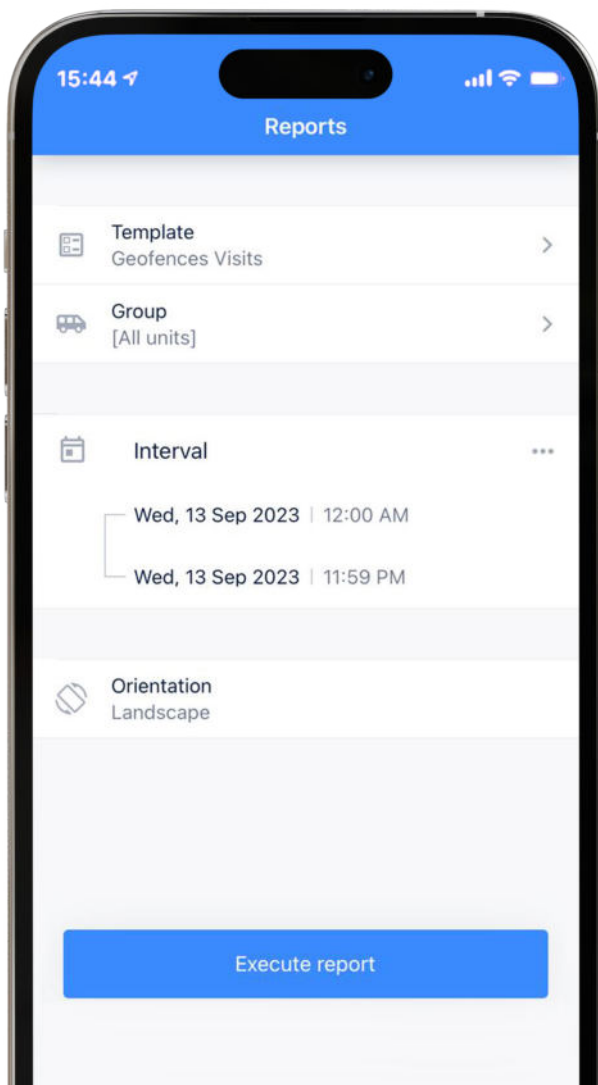 15:44
Reports
Template
Geofences Visits
Group
[All units]
Interval
Wed, 13 Sep 2023 | 12:00 AM
Wed, 13 Sep 2023 | 11:59 PM
Orientation
Landscape
Execute report